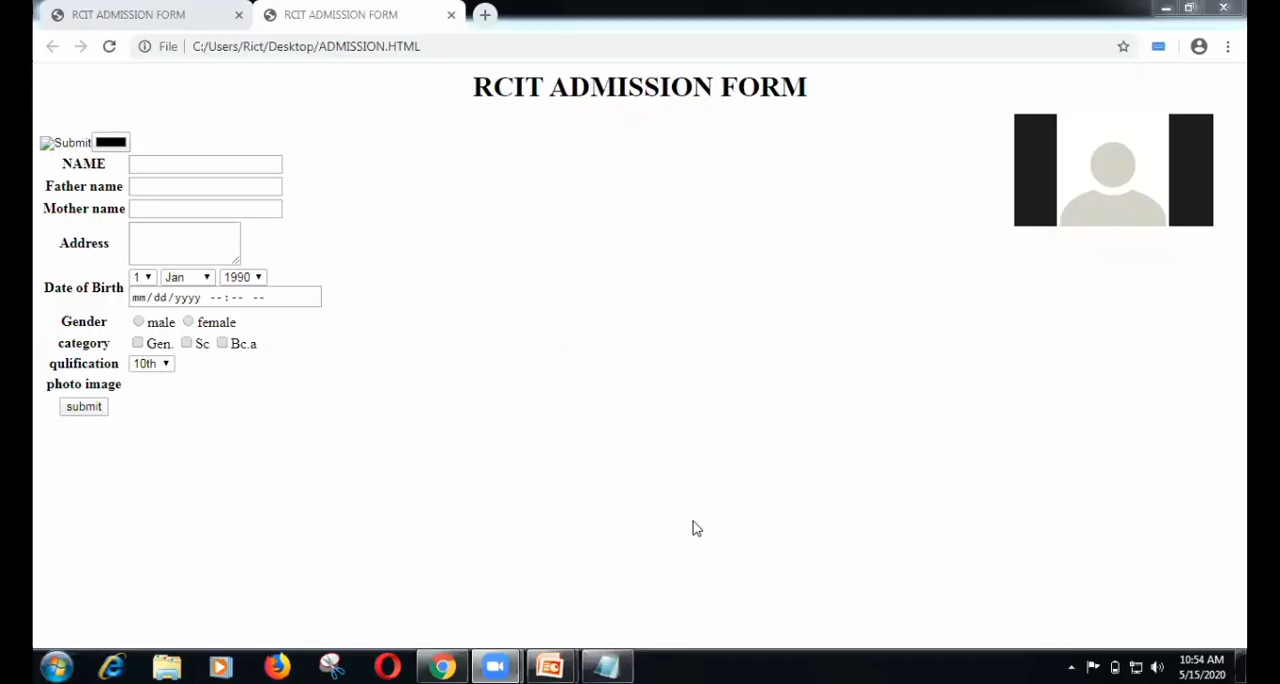 RCIT ADMISSION FORM
RCIT ADMISSION FORM
File
C:/Users/Rict/Desktop/ADMISSION.HTML
RCIT ADMISSION FORM
Submit
NAME
Father name
Mother name
Address
Date of Birth
1 Jan 1990
mm/dd/yyyy --:-- --
Gender male female
category Gen. Sc Bc.a
qulification 10th
photo image
submit
10:54 AM
5/15/2020